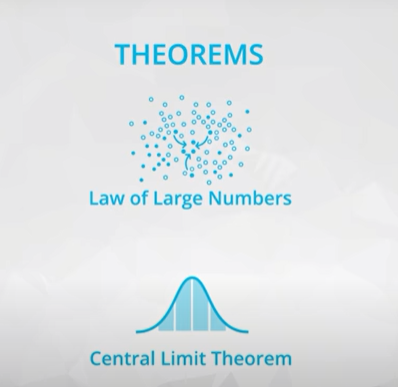 THEOREMS
Law of Large Numbers
Central Limit Theorem